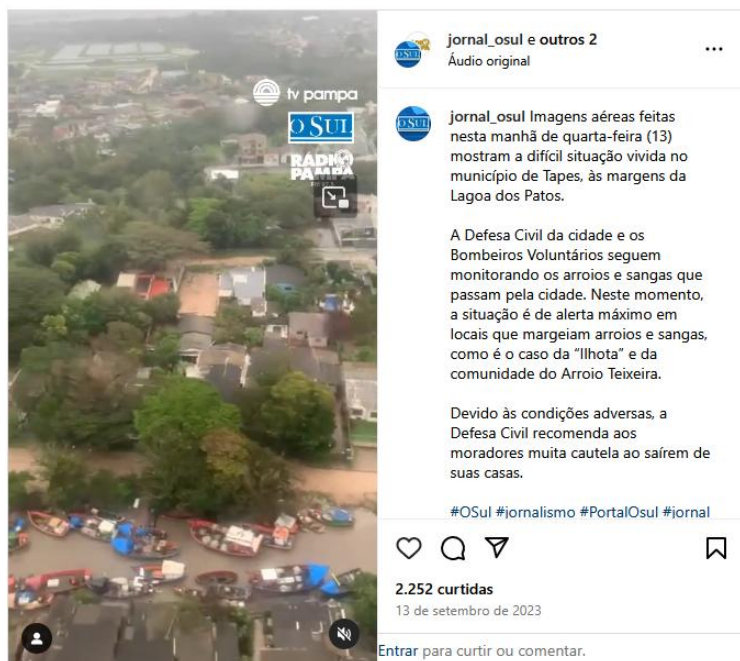 tv pampa
O SUL
RÁDIO
PAMPA
jornal_osul e outros 2
Áudio original
jornal_osul Imagens aéreas feitas
nesta manhã de quarta-feira (13)
mostram a difícil situação vivida no
município de Tapes, às margens da
Lagoa dos Patos.
A Defesa Civil da cidade e os
Bombeiros Voluntários seguem
monitorando os arroios e sangas que
passam pela cidade. Neste momento,
a situação é de alerta máximo em
locais que margeiam arroios e sangas,
como é o caso da “Ilhota” e da
comunidade do Arroio Teixeira.
Devido às condições adversas, a
Defesa Civil recomenda aos
moradores muita cautela ao saírem de
suas casas.
#OSul #jornalismo #PortalOsul #jornal
2.252 curtidas
13 de setembro de 2023
Entrar para curtir ou comentar.